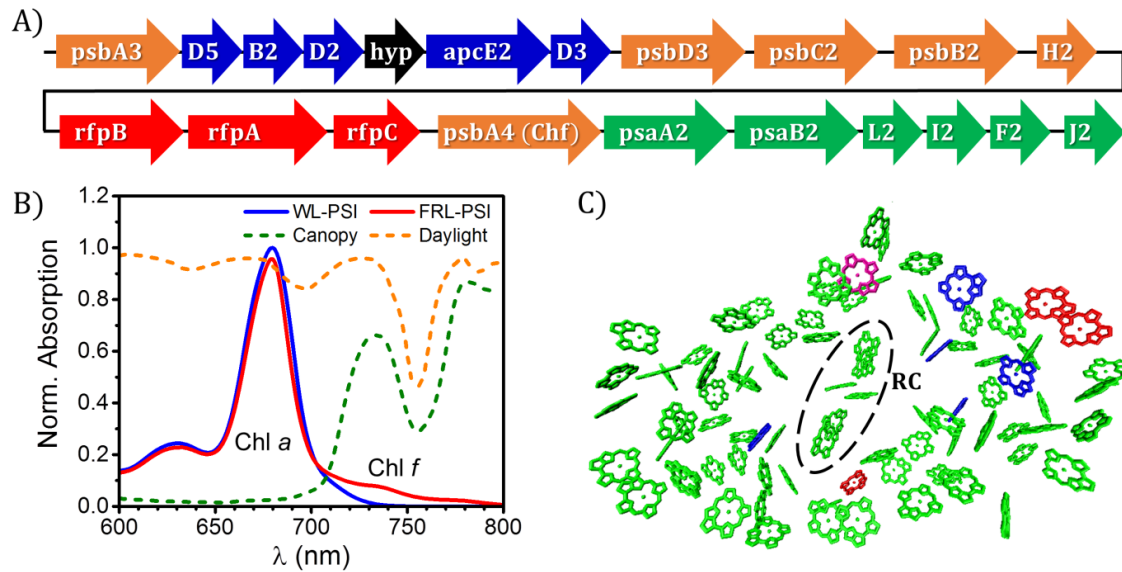 A)
psbA3 D5 B2 D2 hyp apcE2 D3 psbD3 psbC2 psbB2 H2
rfpB rfpA rfpC psbA4 (Chf) psaA2 psaB2 L2 I2 F2 J2
B)
1.2
1.0
0.8
0.6
0.4
0.2
0.0
Norm. Absorption
WL-PSI FRL-PSI
Canopy Daylight
Chl a
Chl f
600 650 700 750 800
λ (nm)
C)
RC